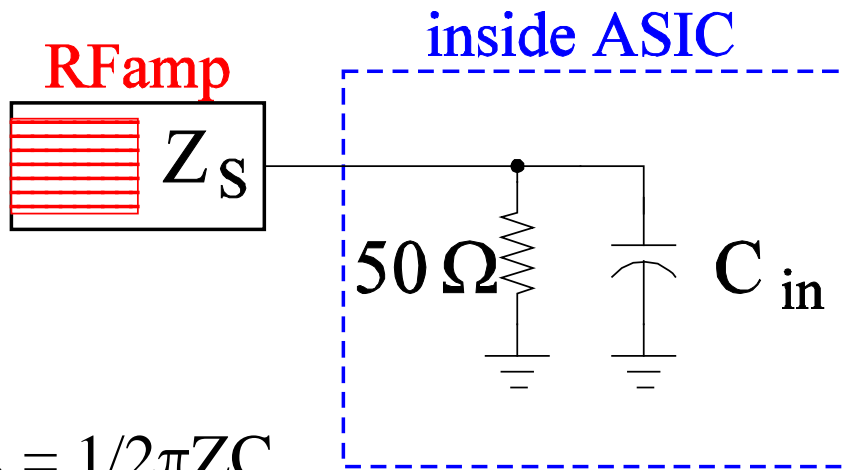 inside ASIC
RFamp
Z S
50 Ω
C in
= 1/2πZC